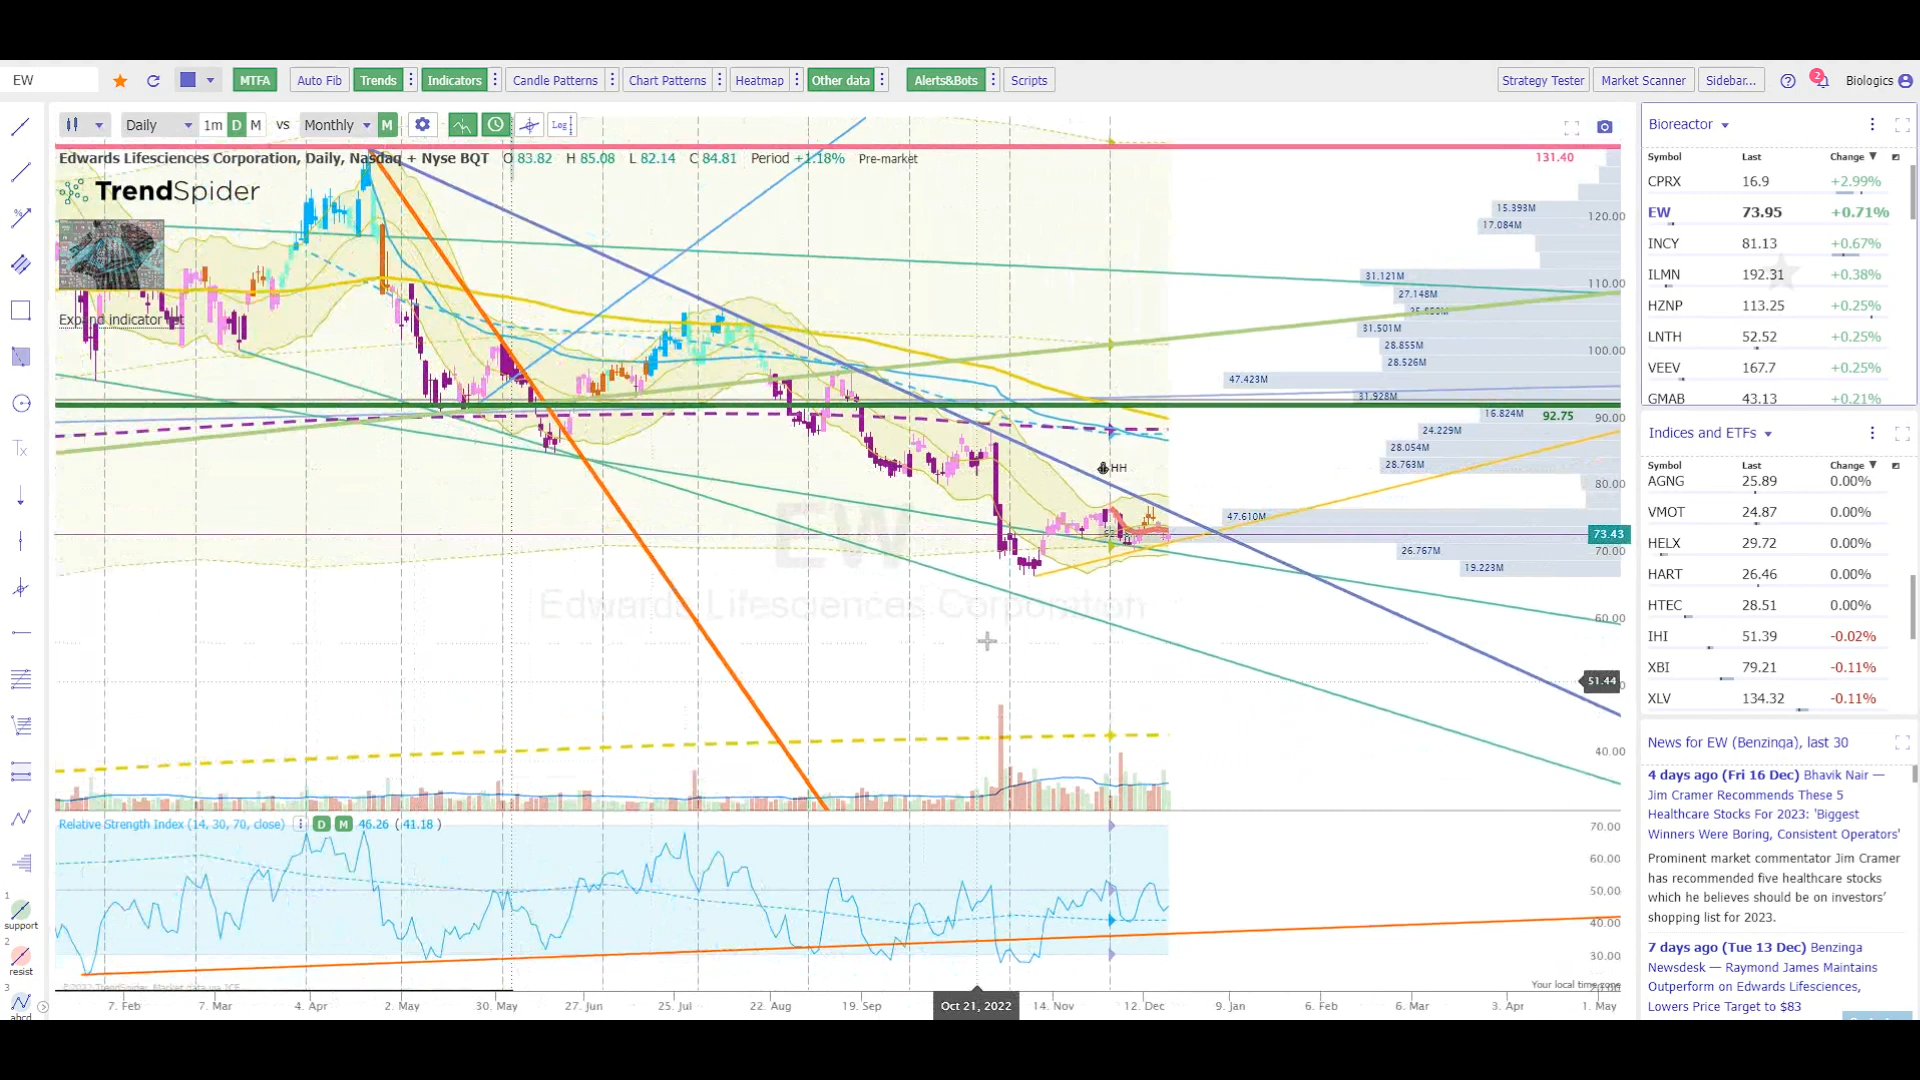 EW
MTFA
Auto Fib
Trends
Indicators
Candle Patterns
Chart Patterns
Heatmap
Other data
Alerts&Bots
Scripts
Strategy Tester
Market Scanner
Sidebar...
2
Biologics
Daily 1m D M vs Monthly M
Log
Edwards Lifesciences Corporation, Daily, Nasdaq + Nyse BQT O 83.82 H 85.08 L 82.14 C 84.81 Period +1.18% Pre-market
TrendSpider
131.40
120.00
110.00
100.00
90.00
80.00
70.00
60.00
40.00
15.393M
17.084M
31.121M
27.148M
31.501M
28.855M
28.526M
47.423M
31.928M
16.824M
92.75
24.229M
28.054M
28.763M
47.610M
73.43
26.767M
19.223M
51.44
HH
EW
Edwards Lifesciences Corporation
Relative Strength Index (14, 30, 70, close) D M 46.26 ( 41.18 )
70.00
60.00
50.00
40.00
30.00
©2022 TrendSpider. Market data via ICE
Your local time zone
7. Feb 7. Mar 4. Apr 2. May 30. May 27. Jun 25. Jul 22. Aug 19. Sep Oct 21, 2022 14. Nov 12. Dec 9. Jan 6. Feb 6. Mar 3. Apr 1. May
Tx
1
support
2
resist
3
abcd
Bioreactor
Symbol Last Change
CPRX 16.9 +2.99%
EW 73.95 +0.71%
INCY 81.13 +0.67%
ILMN 192.31 +0.38%
HZNP 113.25 +0.25%
LNTH 52.52 +0.25%
VEEV 167.7 +0.25%
GMAB 43.13 +0.21%
Indices and ETFs
Symbol Last Change
AGNG 25.89 0.00%
VMOT 24.87 0.00%
HELX 29.72 0.00%
HART 26.46 0.00%
HTEC 28.51 0.00%
IHI 51.39 -0.02%
XBI 79.21 -0.11%
XLV 134.32 -0.11%
News for EW (Benzinga), last 30
4 days ago (Fri 16 Dec) Bhavik Nair —
Jim Cramer Recommends These 5
Healthcare Stocks For 2023: 'Biggest
Winners Were Boring, Consistent Operators'
Prominent market commentator Jim Cramer
has recommended five healthcare stocks
which he believes should be on investors'
shopping list for 2023.
7 days ago (Tue 13 Dec) Benzinga
Newsdesk — Raymond James Maintains
Outperform on Edwards Lifesciences,
Lowers Price Target to $83